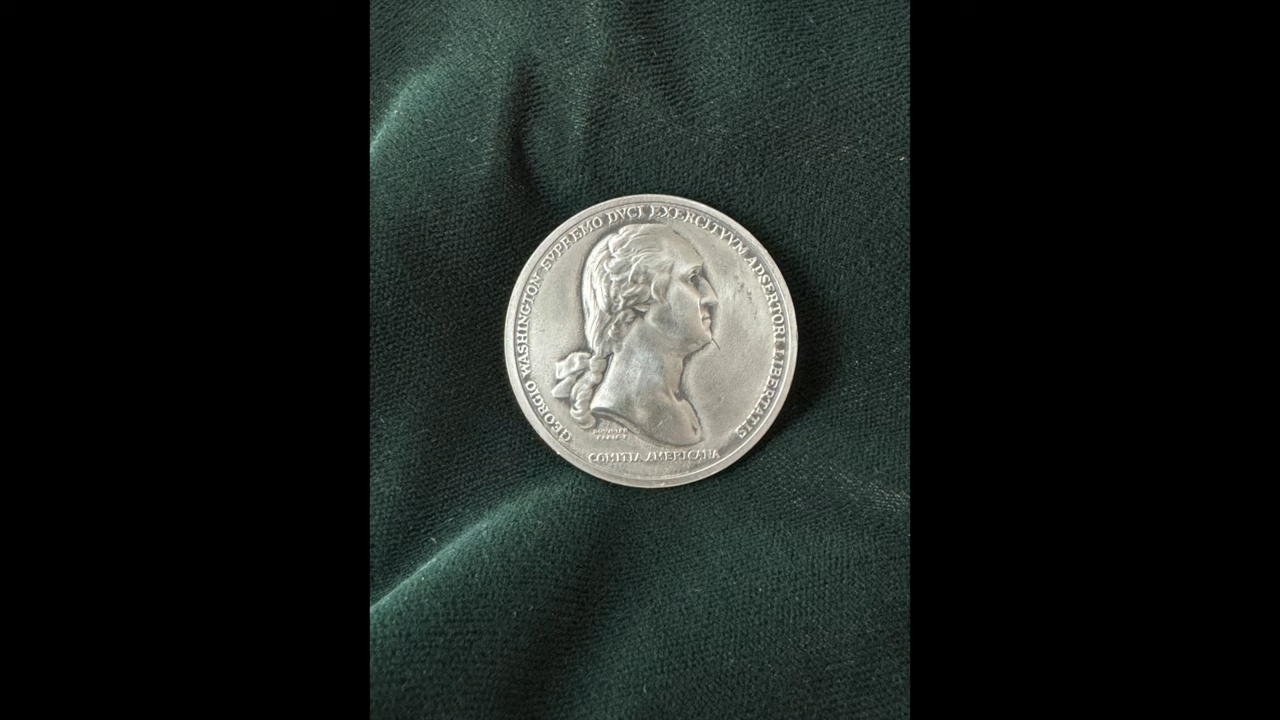 GEORGIO WASHINGTON SVPREMO DVCI EXERCITVVM ADSERTORI LIBERTATIS
COMITIA AMERICANA